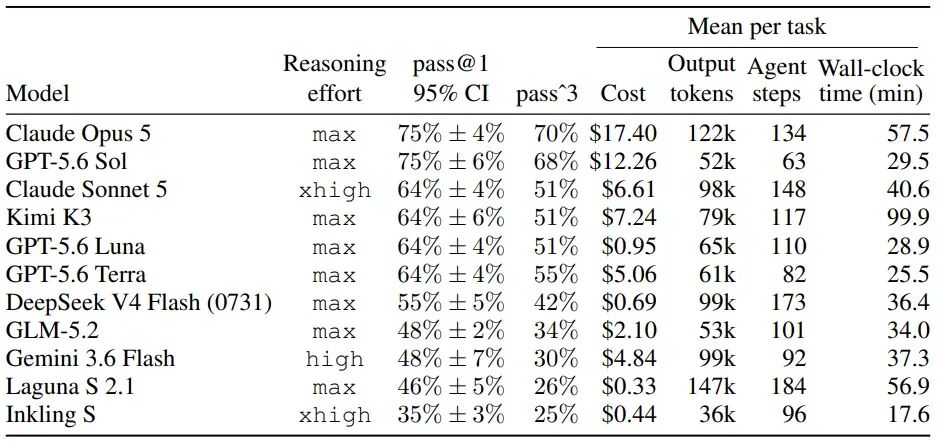 Mean per task
Reasoning pass@1 Output Agent Wall-clock
Model effort 95% CI pass^3 Cost tokens steps time (min)
Claude Opus 5 max 75% ± 4% 70% $17.40 122k 134 57.5
GPT-5.6 Sol max 75% ± 6% 68% $12.26 52k 63 29.5
Claude Sonnet 5 xhigh 64% ± 4% 51% $6.61 98k 148 40.6
Kimi K3 max 64% ± 6% 51% $7.24 79k 117 99.9
GPT-5.6 Luna max 64% ± 4% 51% $0.95 65k 110 28.9
GPT-5.6 Terra max 64% ± 4% 55% $5.06 61k 82 25.5
DeepSeek V4 Flash (0731) max 55% ± 5% 42% $0.69 99k 173 36.4
GLM-5.2 max 48% ± 2% 34% $2.10 53k 101 34.0
Gemini 3.6 Flash high 48% ± 7% 30% $4.84 99k 92 37.3
Laguna S 2.1 max 46% ± 5% 26% $0.33 147k 184 56.9
Inkling S xhigh 35% ± 3% 25% $0.44 36k 96 17.6